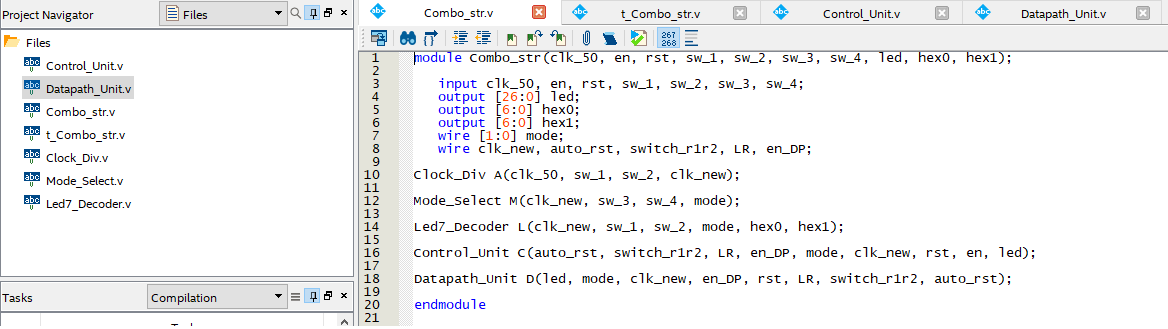 Project Navigator
Files
Files
Control_Unit.v
Datapath_Unit.v
Combo_str.v
t_Combo_str.v
Clock_Div.v
Mode_Select.v
Led7_Decoder.v
Tasks
Compilation
Combo_str.v
t_Combo_str.v
Control_Unit.v
Datapath_Unit.v
267
268
1 module Combo_str(clk_50, en, rst, sw_1, sw_2, sw_3, sw_4, led, hex0, hex1);
2
3 input clk_50, en, rst, sw_1, sw_2, sw_3, sw_4;
4 output [26:0] led;
5 output [6:0] hex0;
6 output [6:0] hex1;
7 wire [1:0] mode;
8 wire clk_new, auto_rst, switch_r1r2, LR, en_DP;
9
10 Clock_Div A(clk_50, sw_1, sw_2, clk_new);
11
12 Mode_Select M(clk_new, sw_3, sw_4, mode);
13
14 Led7_Decoder L(clk_new, sw_1, sw_2, mode, hex0, hex1);
15
16 Control_Unit C(auto_rst, switch_r1r2, LR, en_DP, mode, clk_new, rst, en, led);
17
18 Datapath_Unit D(led, mode, clk_new, en_DP, rst, LR, switch_r1r2, auto_rst);
19
20 endmodule
21